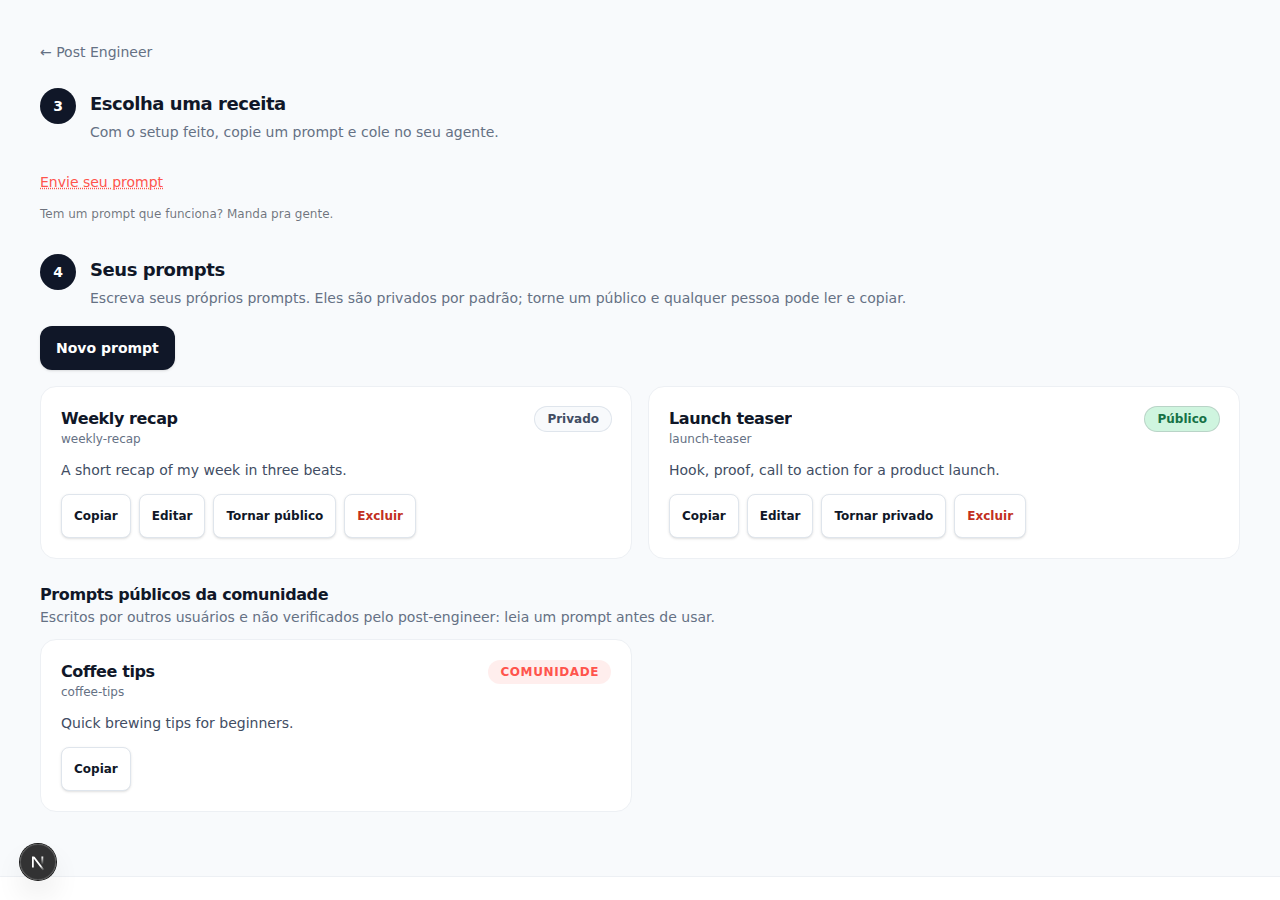 ← Post Engineer
3
Escolha uma receita
Com o setup feito, copie um prompt e cole no seu agente.
Envie seu prompt
Tem um prompt que funciona? Manda pra gente.
4
Seus prompts
Escreva seus próprios prompts. Eles são privados por padrão; torne um público e qualquer pessoa pode ler e copiar.
Novo prompt
Weekly recap
Privado
weekly-recap
A short recap of my week in three beats.
Copiar
Editar
Tornar público
Excluir
Launch teaser
Público
launch-teaser
Hook, proof, call to action for a product launch.
Copiar
Editar
Tornar privado
Excluir
Prompts públicos da comunidade
Escritos por outros usuários e não verificados pelo post-engineer: leia um prompt antes de usar.
Coffee tips
COMUNIDADE
coffee-tips
Quick brewing tips for beginners.
Copiar
N